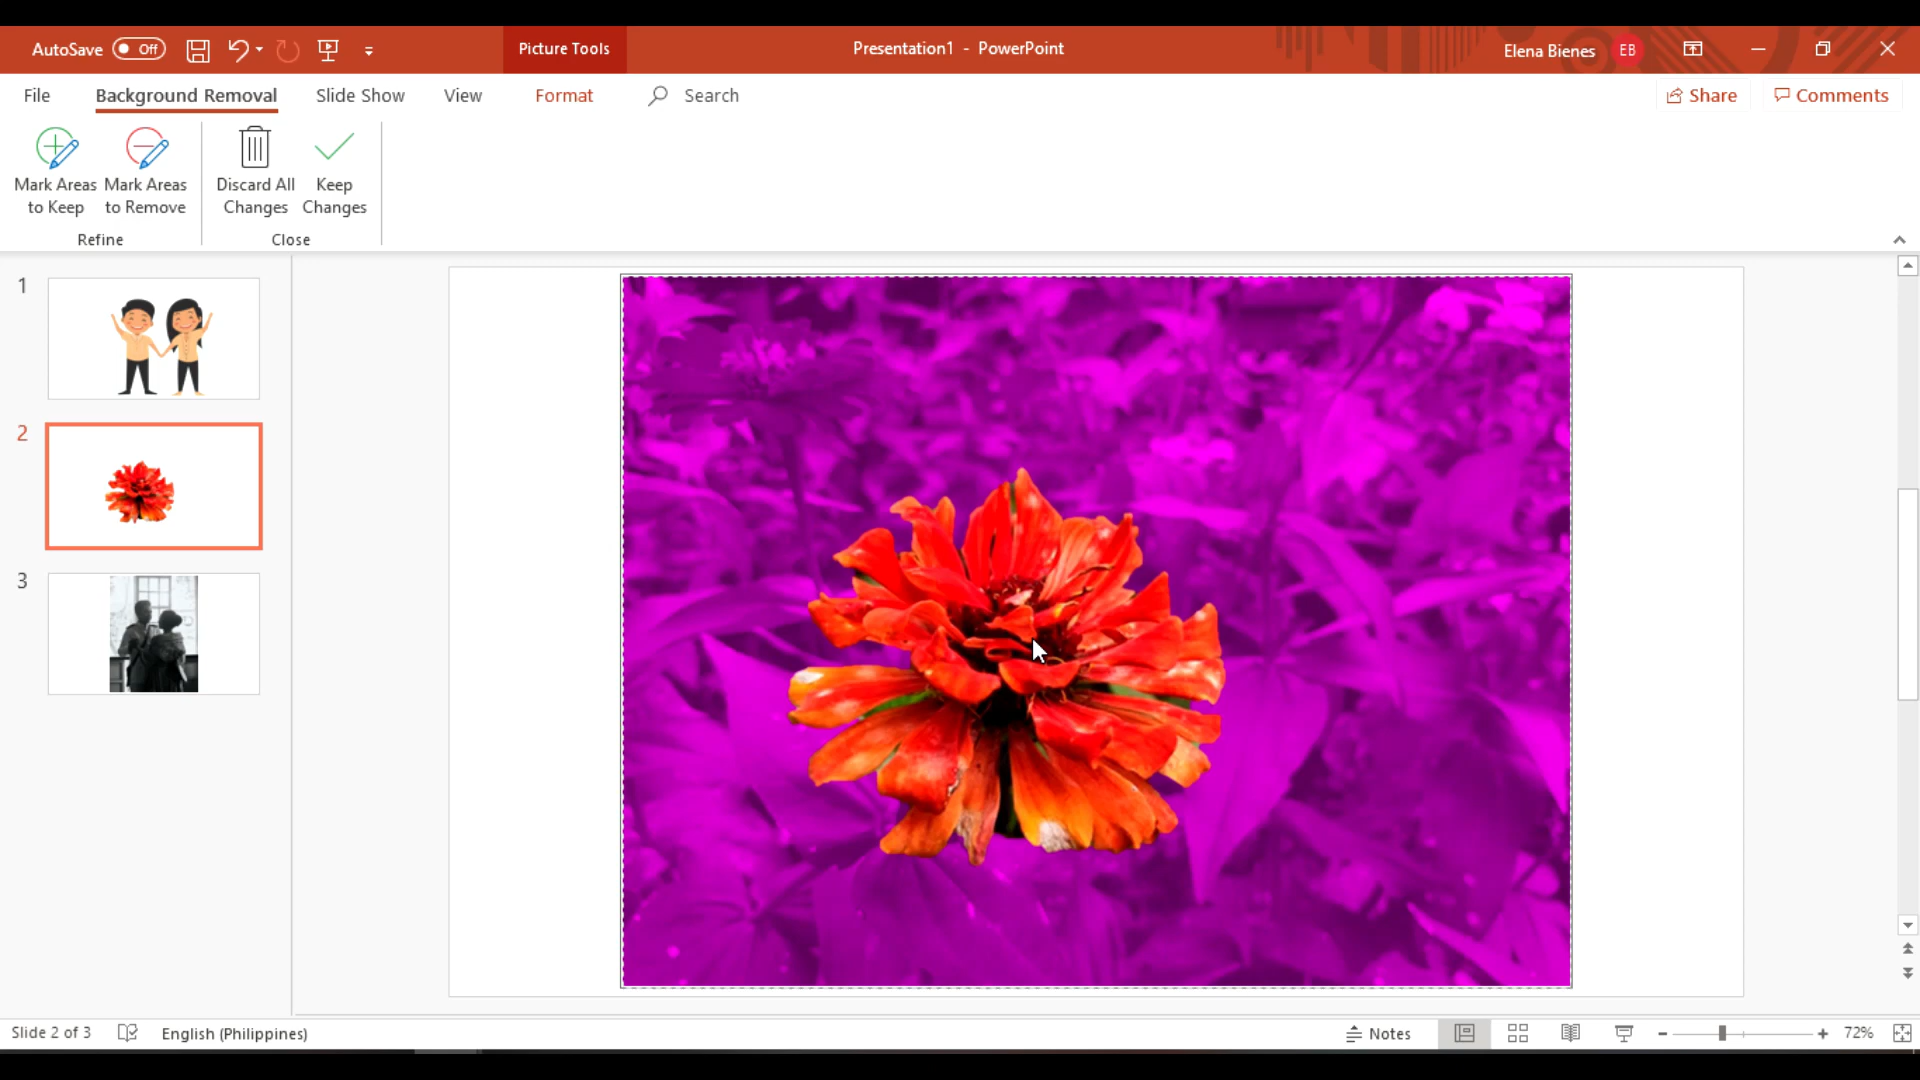 AutoSave Off Picture Tools Presentation1 - PowerPoint Elena Bienes EB
File Background Removal Slide Show View Format Search Share Comments
Mark Areas to Keep
Mark Areas to Remove
Discard All Changes
Keep Changes
Refine Close
1
2
3
Slide 2 of 3 English (Philippines) Notes 72%